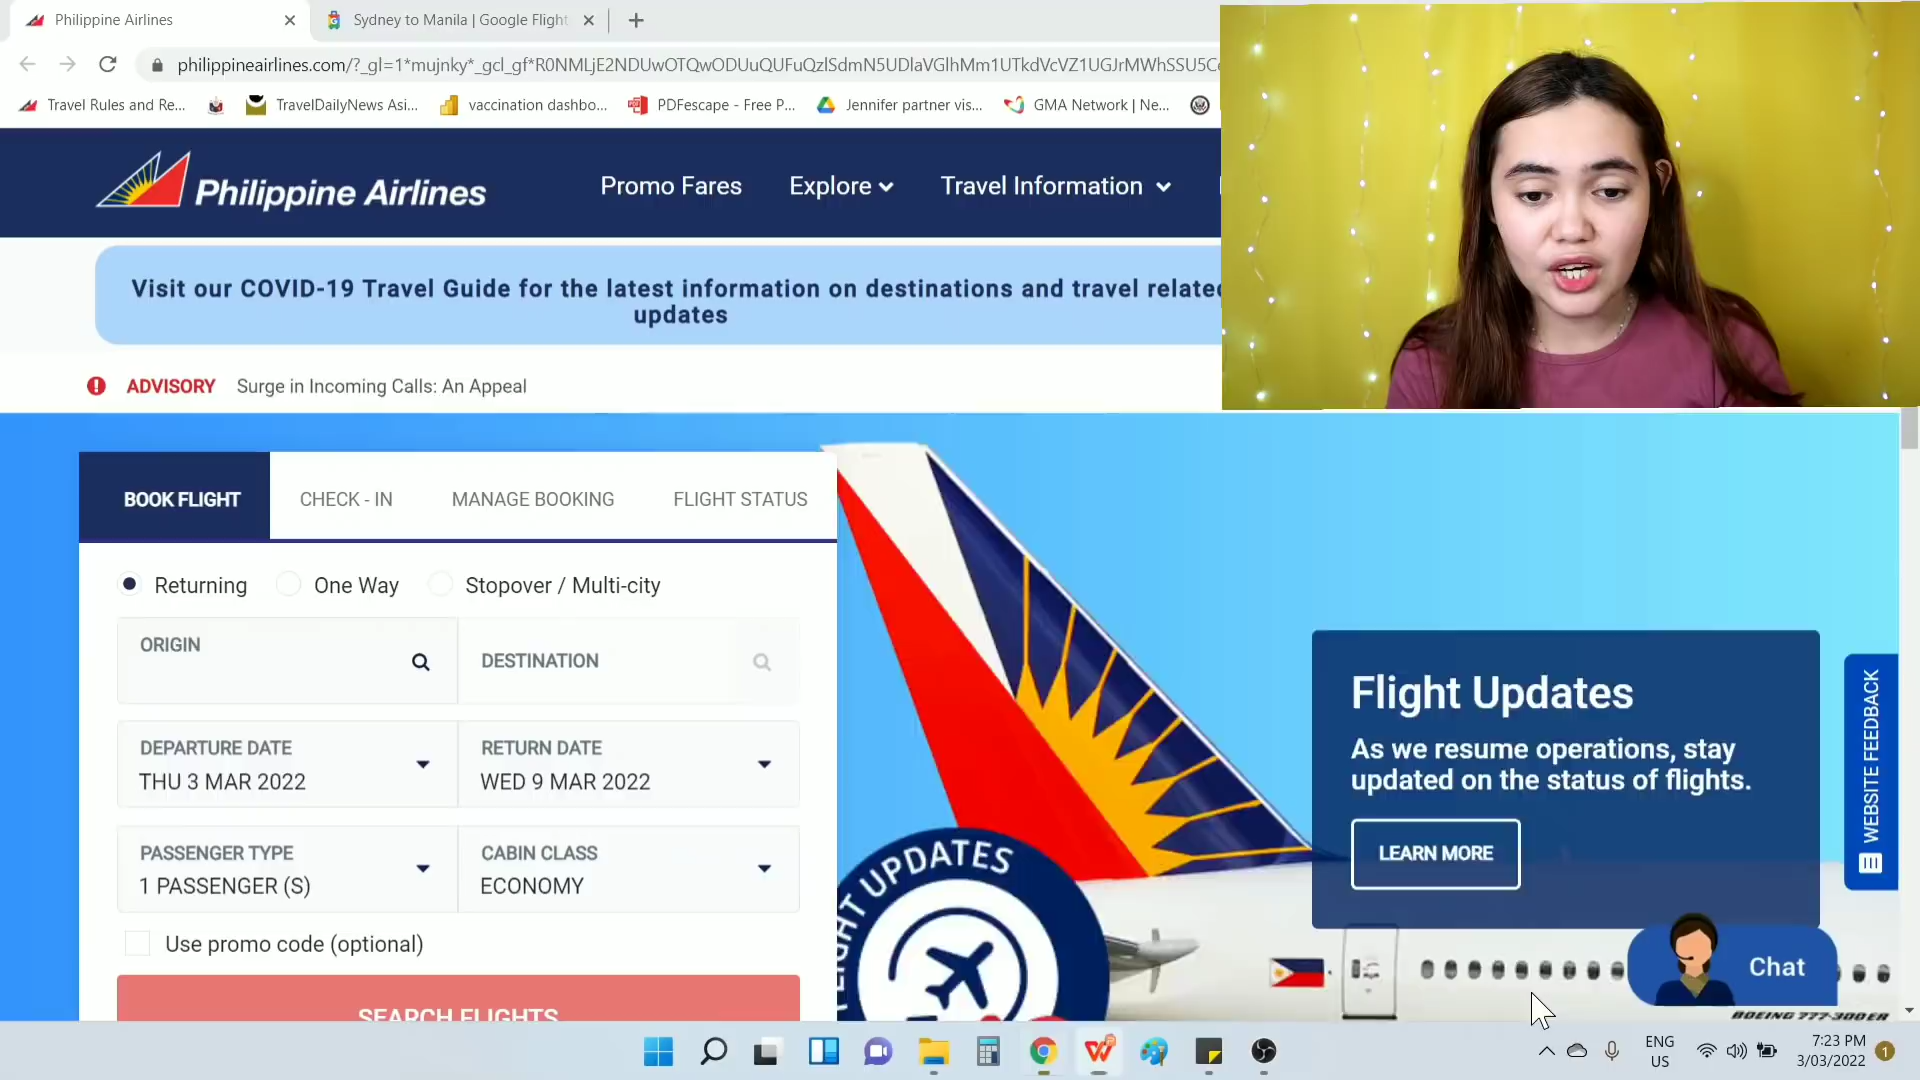 Philippine Airlines
Sydney to Manila | Google Flight
philippineairlines.com/?_gl=1*mujnky*_gcl_gf*
Travel Rules and Re...
TravelDailyNews Asi...
vaccination dashbo...
PDFescape - Free P...
Jennifer partner vis...
GMA Network | Ne...
Philippine Airlines
Promo Fares
Explore
Travel Information
Visit our COVID-19 Travel Guide for the latest information on destinations and travel related
updates
ADVISORY Surge in Incoming Calls: An Appeal
BOOK FLIGHT
CHECK - IN
MANAGE BOOKING
FLIGHT STATUS
Returning
One Way
Stopover / Multi-city
ORIGIN
DESTINATION
DEPARTURE DATE
THU 3 MAR 2022
RETURN DATE
WED 9 MAR 2022
PASSENGER TYPE
1 PASSENGER (S)
CABIN CLASS
ECONOMY
Use promo code (optional)
SEARCH FLIGHTS
FLIGHT UPDATES
Flight Updates
As we resume operations, stay
updated on the status of flights.
LEARN MORE
WEBSITE FEEDBACK
Chat
BOEING 777-300ER
ENG
US
7:23 PM
3/03/2022
1